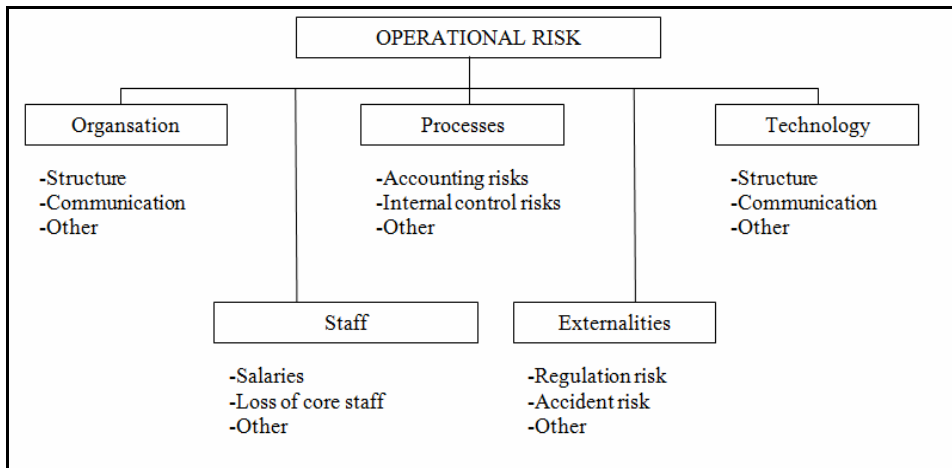 OPERATIONAL RISK
Organsation
-Structure
-Communication
-Other
Processes
-Accounting risks
-Internal control risks
-Other
Technology
-Structure
-Communication
-Other
Staff
-Salaries
-Loss of core staff
-Other
Externalities
-Regulation risk
-Accident risk
-Other